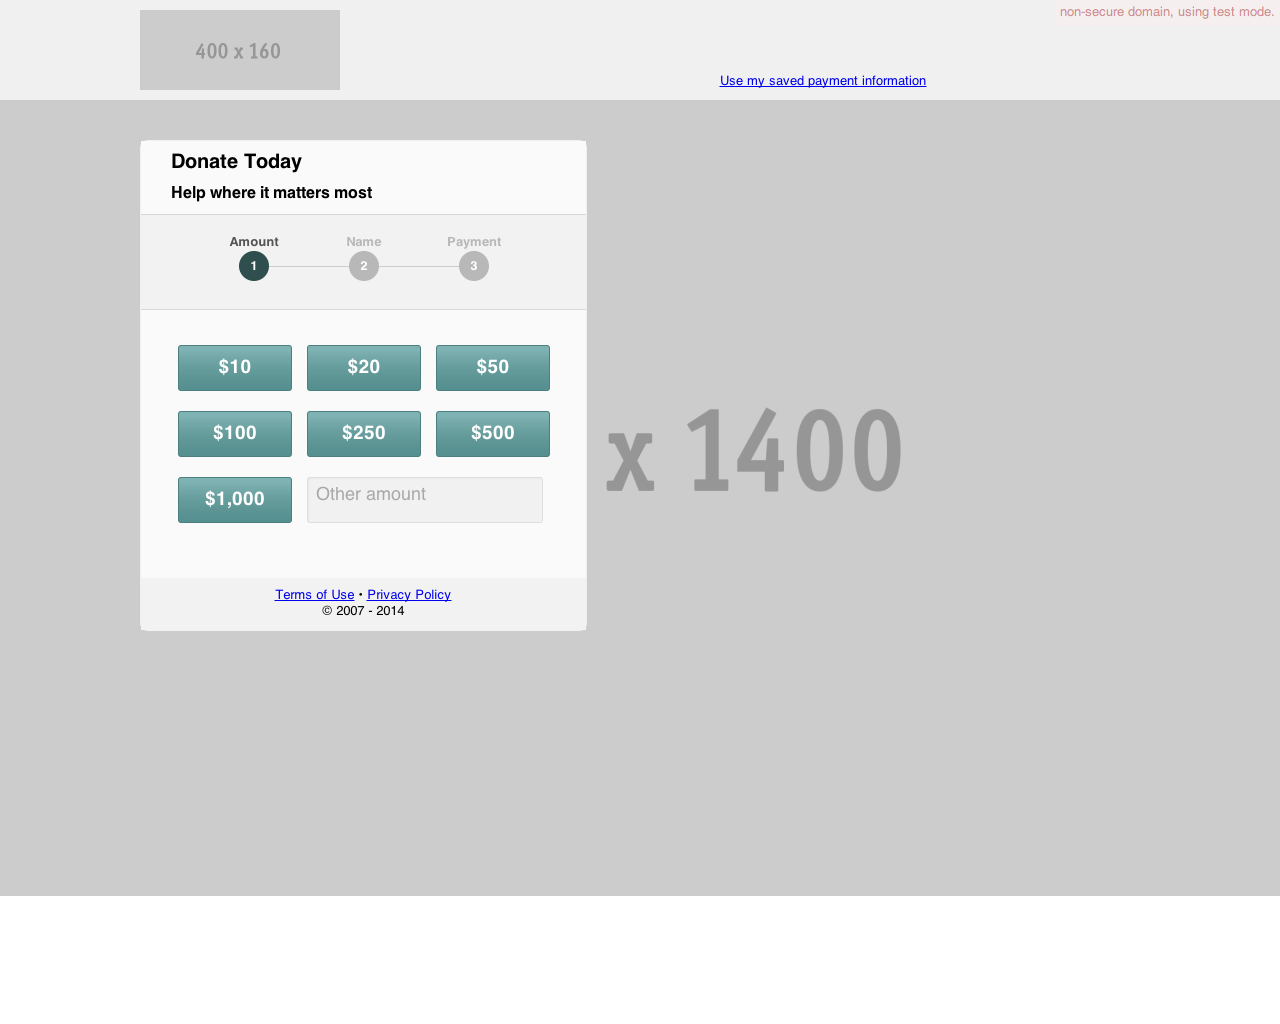 non-secure domain, using test mode.
400 x 160
Use my saved payment information
Donate Today
Help where it matters most
Amount Name Payment
1 2 3
$10 $20 $50
$100 $250 $500
$1,000 Other amount
x 1400
Terms of Use • Privacy Policy
© 2007 - 2014